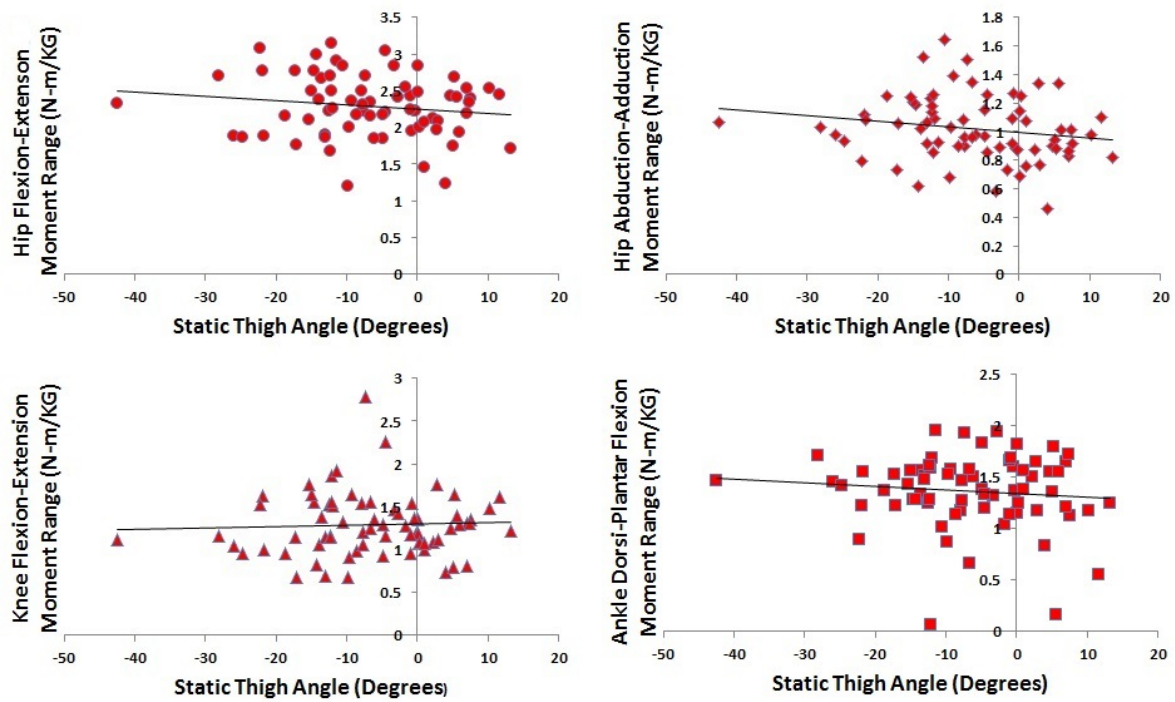 Hip Flexion-Extenson
Moment Range (N-m/KG)
3.5
3
2.5
2
1.5
1
0.5
0
-50 -40 -30 -20 -10 0 10 20
Static Thigh Angle (Degrees)
Hip Abduction-Adduction
Moment Range (N-m/KG)
1.8
1.6
1.4
1.2
1
0.8
0.6
0.4
0.2
0
-50 -40 -30 -20 -10 0 10 20
Static Thigh Angle (Degrees)
Knee Flexion-Extension
Moment Range (N-m/KG)
3
2.5
2
1.5
1
0.5
0
-50 -40 -30 -20 -10 0 10 20
Static Thigh Angle (Degrees)
Ankle Dorsi-Plantar Flexion
Moment Range (N-m/KG)
2.5
2
1.5
1
0.5
0
-50 -40 -30 -20 -10 0 10 20
Static Thigh Angle (Degrees)